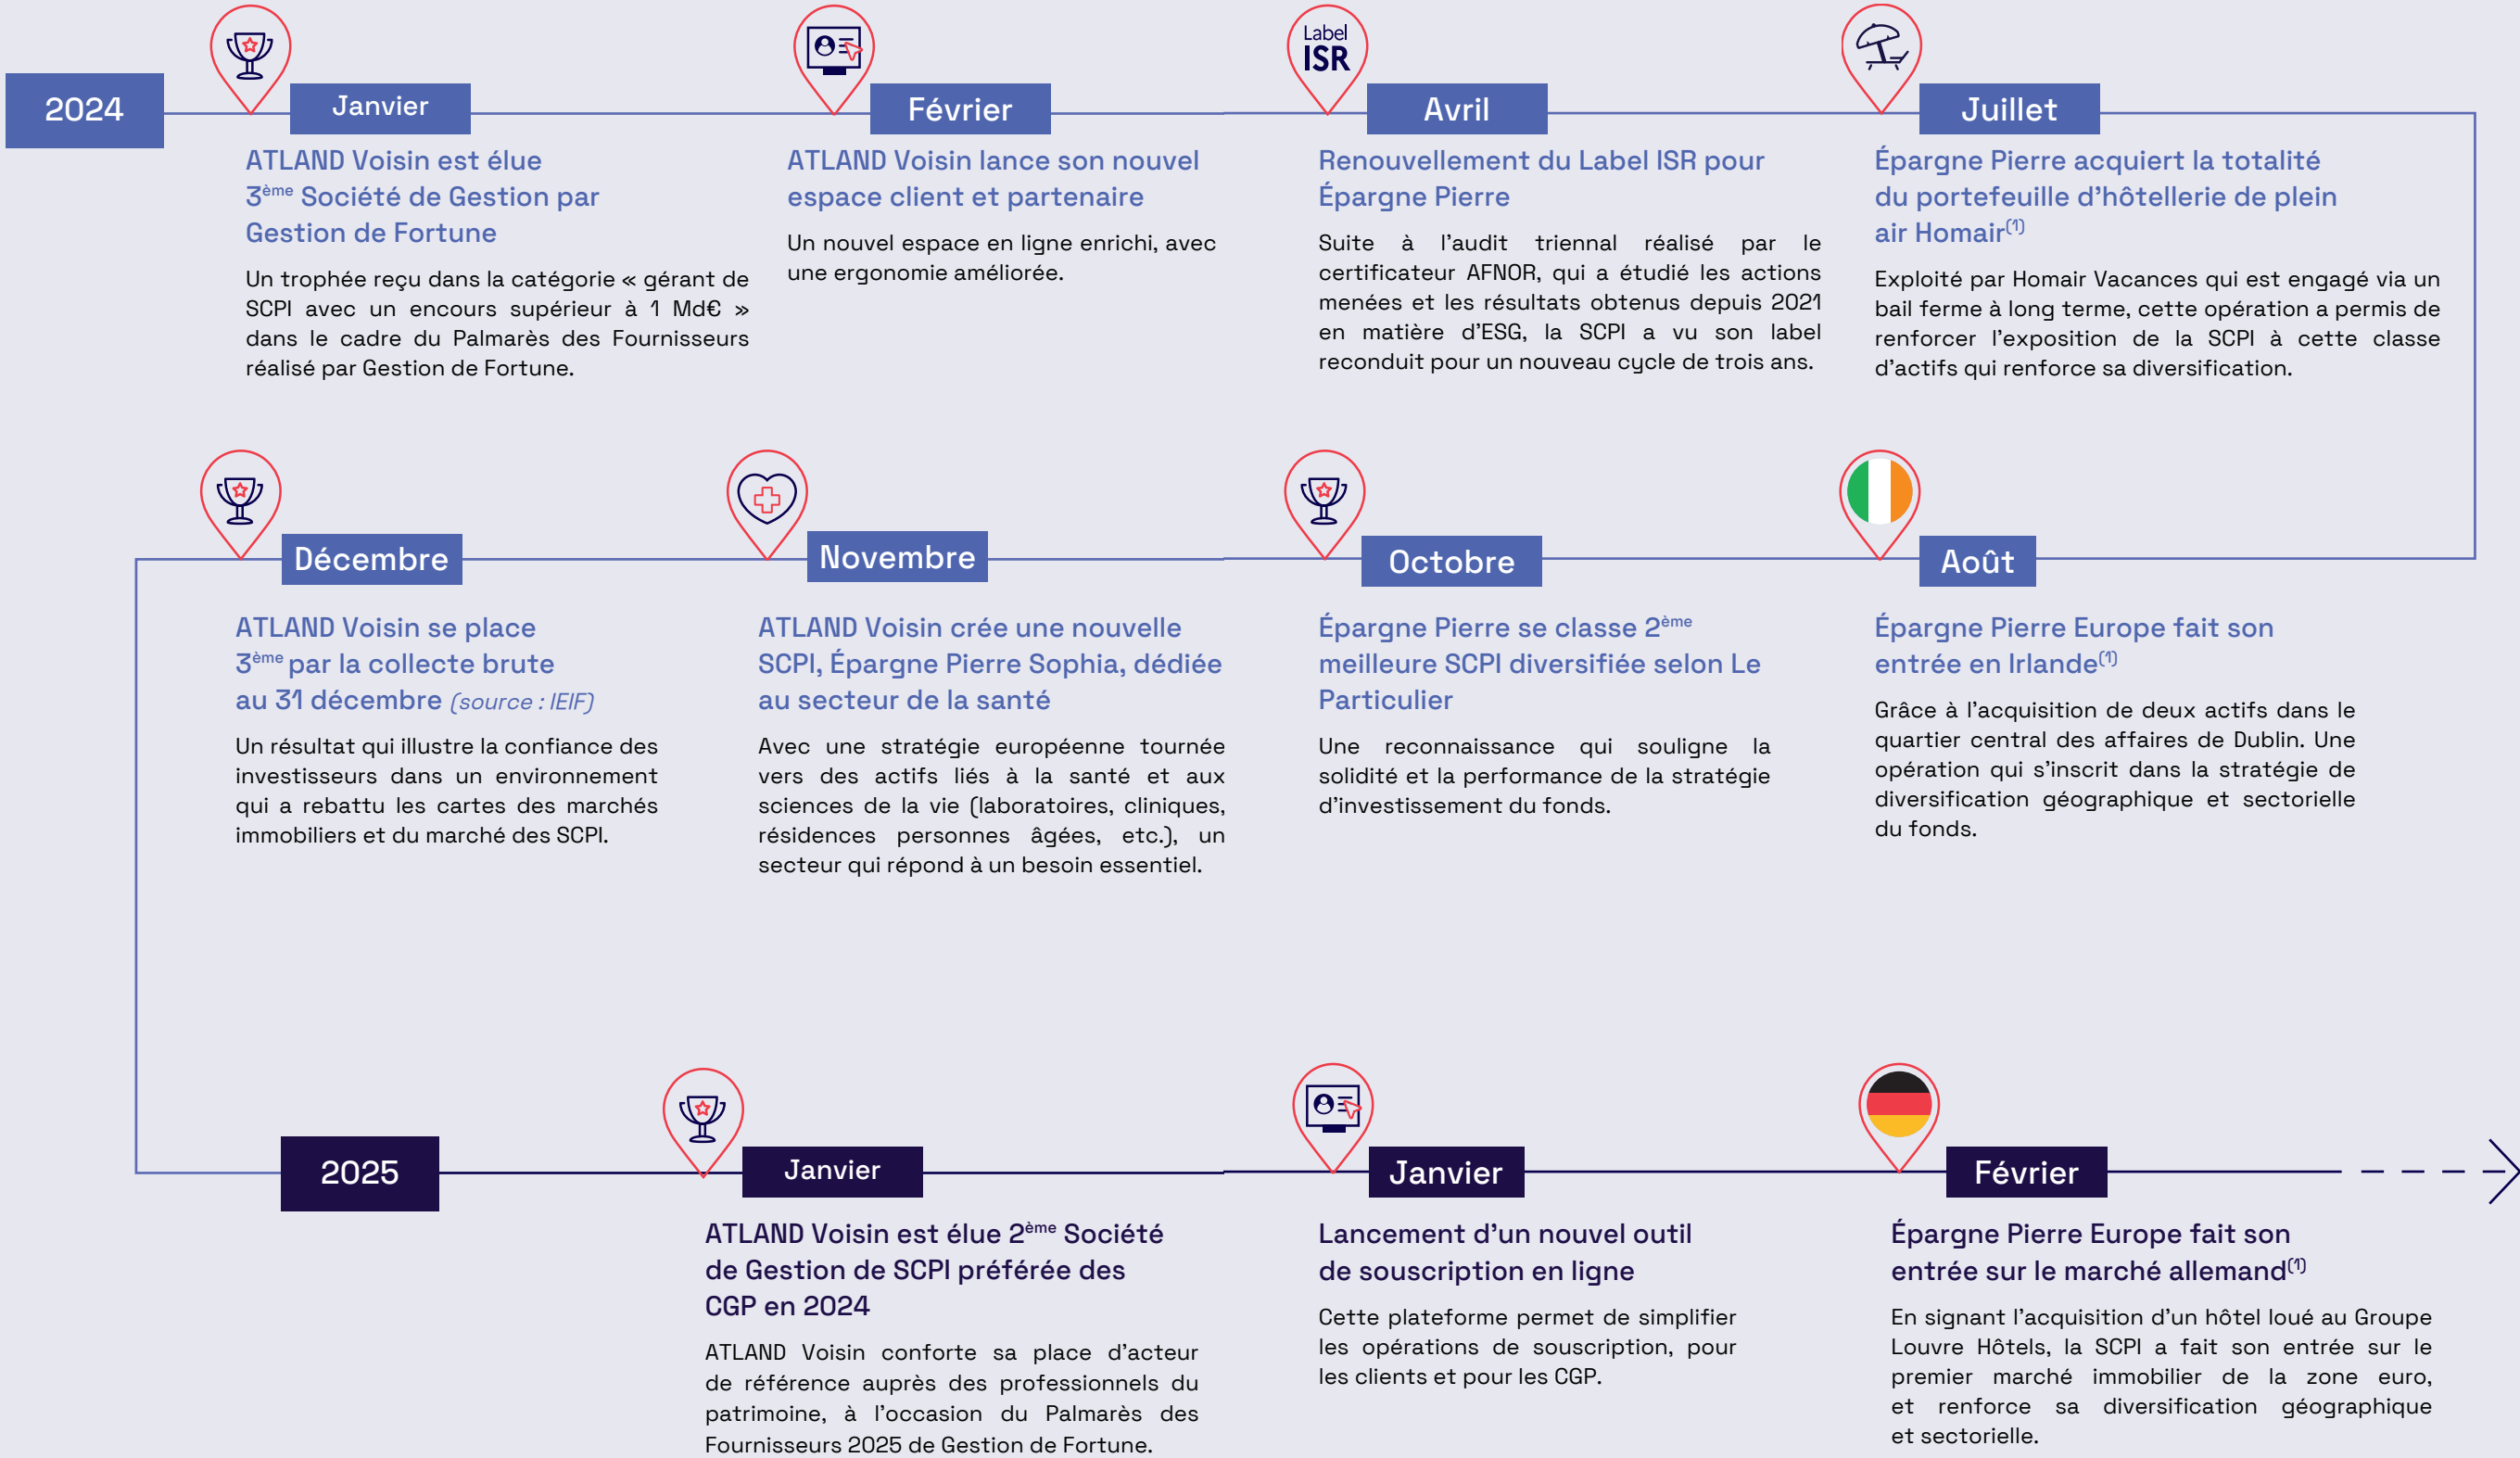 2024
Janvier
ATLAND Voisin est élue
3ème Société de Gestion par
Gestion de Fortune
Un trophée reçu dans la catégorie « gérant de
SCPI avec un encours supérieur à 1 Md€ »
dans le cadre du Palmarès des Fournisseurs
réalisé par Gestion de Fortune.
Février
ATLAND Voisin lance son nouvel
espace client et partenaire
Un nouvel espace en ligne enrichi, avec
une ergonomie améliorée.
Label
ISR
Avril
Renouvellement du Label ISR pour
Épargne Pierre
Suite à l'audit triennal réalisé par le
certificateur AFNOR, qui a étudié les actions
menées et les résultats obtenus depuis 2021
en matière d'ESG, la SCPI a vu son label
reconduit pour un nouveau cycle de trois ans.
Juillet
Épargne Pierre acquiert la totalité
du portefeuille d'hôtellerie de plein
air Homair(1)
Exploité par Homair Vacances qui est engagé via un
bail ferme à long terme, cette opération a permis de
renforcer l'exposition de la SCPI à cette classe
d'actifs qui renforce sa diversification.
Août
Épargne Pierre Europe fait son
entrée en Irlande(1)
Grâce à l'acquisition de deux actifs dans le
quartier central des affaires de Dublin. Une
opération qui s'inscrit dans la stratégie de
diversification géographique et sectorielle
du fonds.
Octobre
Épargne Pierre se classe 2ème
meilleure SCPI diversifiée selon Le
Particulier
Une reconnaissance qui souligne la
solidité et la performance de la stratégie
d'investissement du fonds.
Novembre
ATLAND Voisin crée une nouvelle
SCPI, Épargne Pierre Sophia, dédiée
au secteur de la santé
Avec une stratégie européenne tournée
vers des actifs liés à la santé et aux
sciences de la vie (laboratoires, cliniques,
résidences personnes âgées, etc.), un
secteur qui répond à un besoin essentiel.
Décembre
ATLAND Voisin se place
3ème par la collecte brute
au 31 décembre (source : IEIF)
Un résultat qui illustre la confiance des
investisseurs dans un environnement
qui a rebattu les cartes des marchés
immobiliers et du marché des SCPI.
2025
Janvier
ATLAND Voisin est élue 2ème Société
de Gestion de SCPI préférée des
CGP en 2024
ATLAND Voisin conforte sa place d'acteur
de référence auprès des professionnels du
patrimoine, à l'occasion du Palmarès des
Fournisseurs 2025 de Gestion de Fortune.
Janvier
Lancement d'un nouvel outil
de souscription en ligne
Cette plateforme permet de simplifier
les opérations de souscription, pour
les clients et pour les CGP.
Février
Épargne Pierre Europe fait son
entrée sur le marché allemand(1)
En signant l'acquisition d'un hôtel loué au Groupe
Louvre Hôtels, la SCPI a fait son entrée sur le
premier marché immobilier de la zone euro,
et renforce sa diversification géographique
et sectorielle.